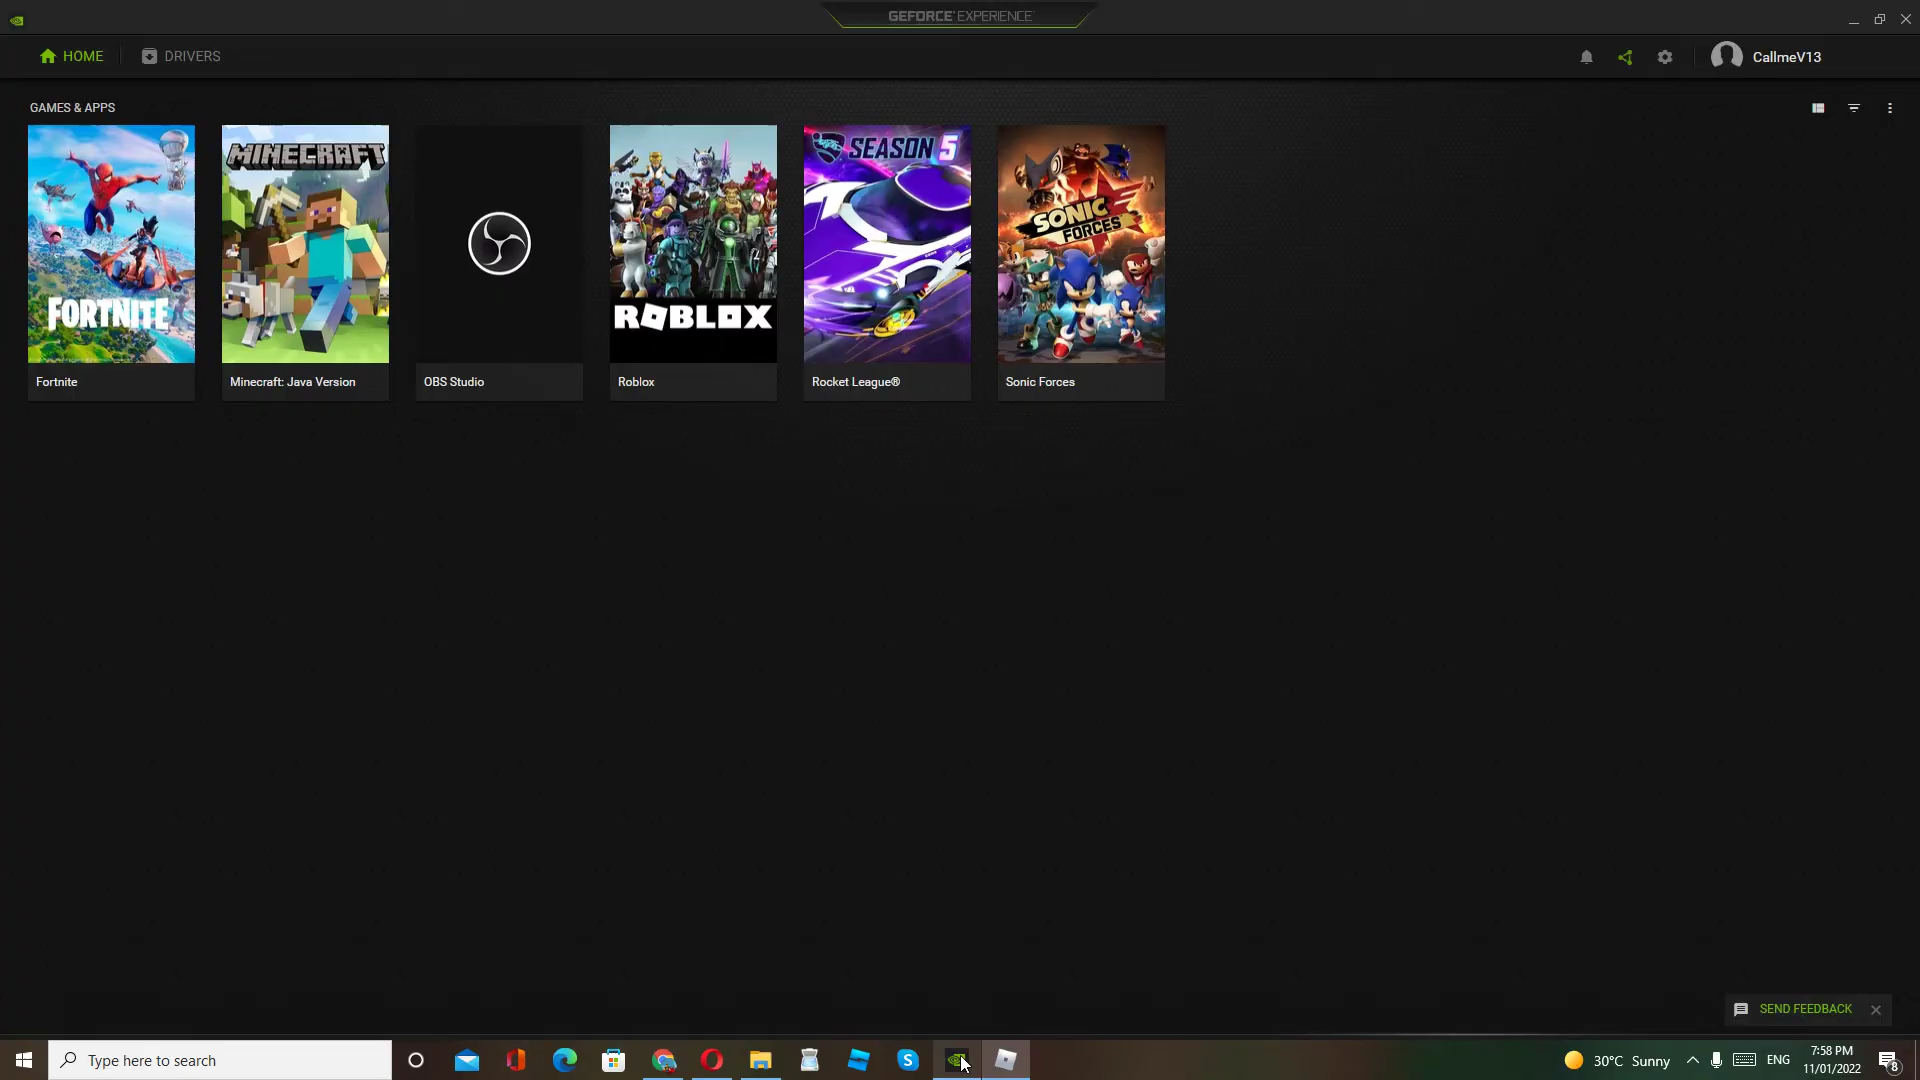 GEFORCE EXPERIENCE
HOME
DRIVERS
CallmeV13
GAMES & APPS
FORTNITE
MINECRAFT
ROBLOX
SEASON 5
SONIC FORCES
Fortnite
Minecraft: Java Version
OBS Studio
Roblox
Rocket League®
Sonic Forces
SEND FEEDBACK
Type here to search
30°C Sunny
ENG
7:58 PM
11/01/2022
8